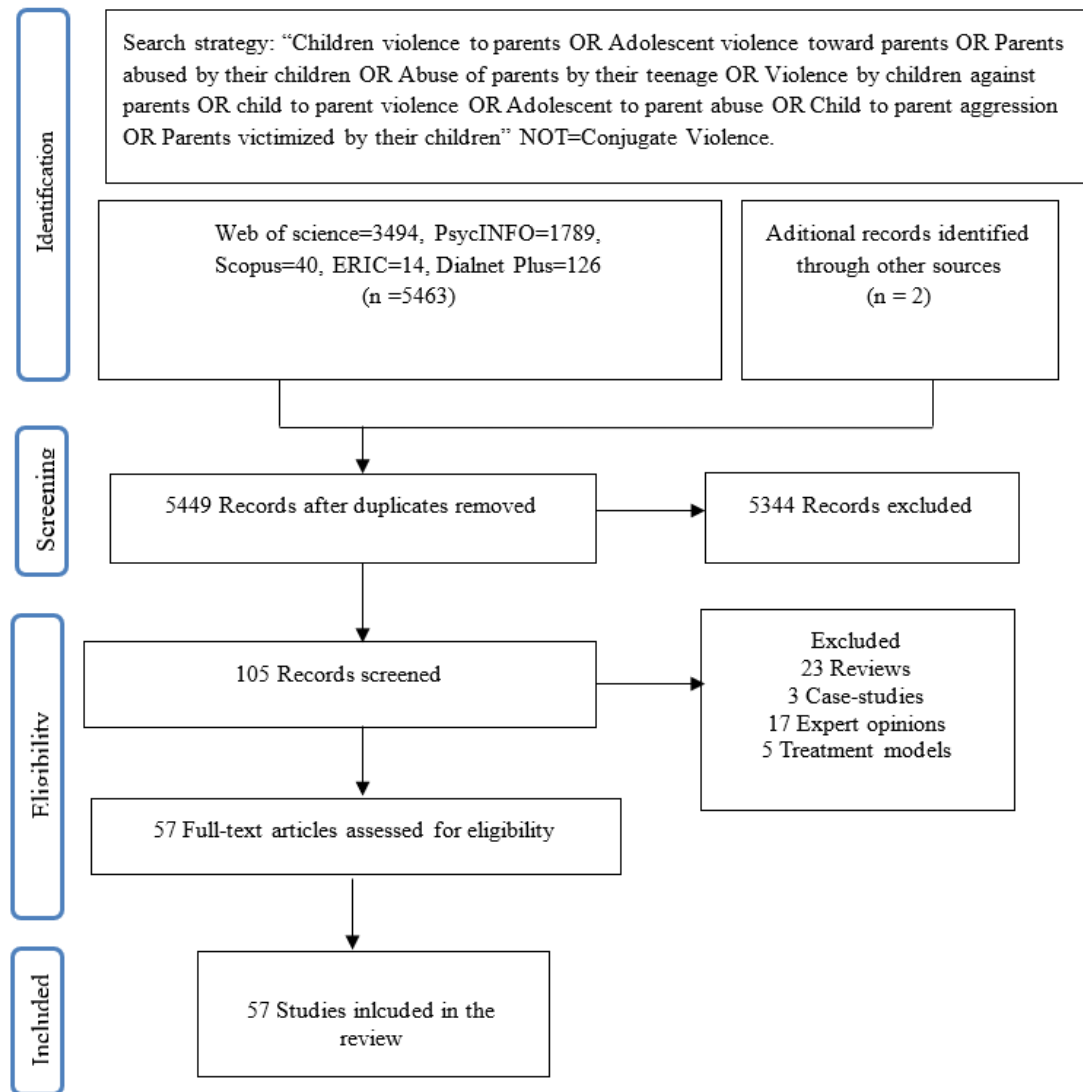 Identification
Search strategy: “Children violence to parents OR Adolescent violence toward parents OR Parents
abused by their children OR Abuse of parents by their teenage OR Violence by children against
parents OR child to parent violence OR Adolescent to parent abuse OR Child to parent aggression
OR Parents victimized by their children” NOT=Conjugate Violence.
Web of science=3494, PsycINFO=1789,
Scopus=40, ERIC=14, Dialnet Plus=126
(n =5463)
Aditional records identified
through other sources
(n = 2)
Screening
5449 Records after duplicates removed
5344 Records excluded
Eligibility
105 Records screened
Excluded
23 Reviews
3 Case-studies
17 Expert opinions
5 Treatment models
57 Full-text articles assessed for eligibility
Included
57 Studies inlcuded in the
review